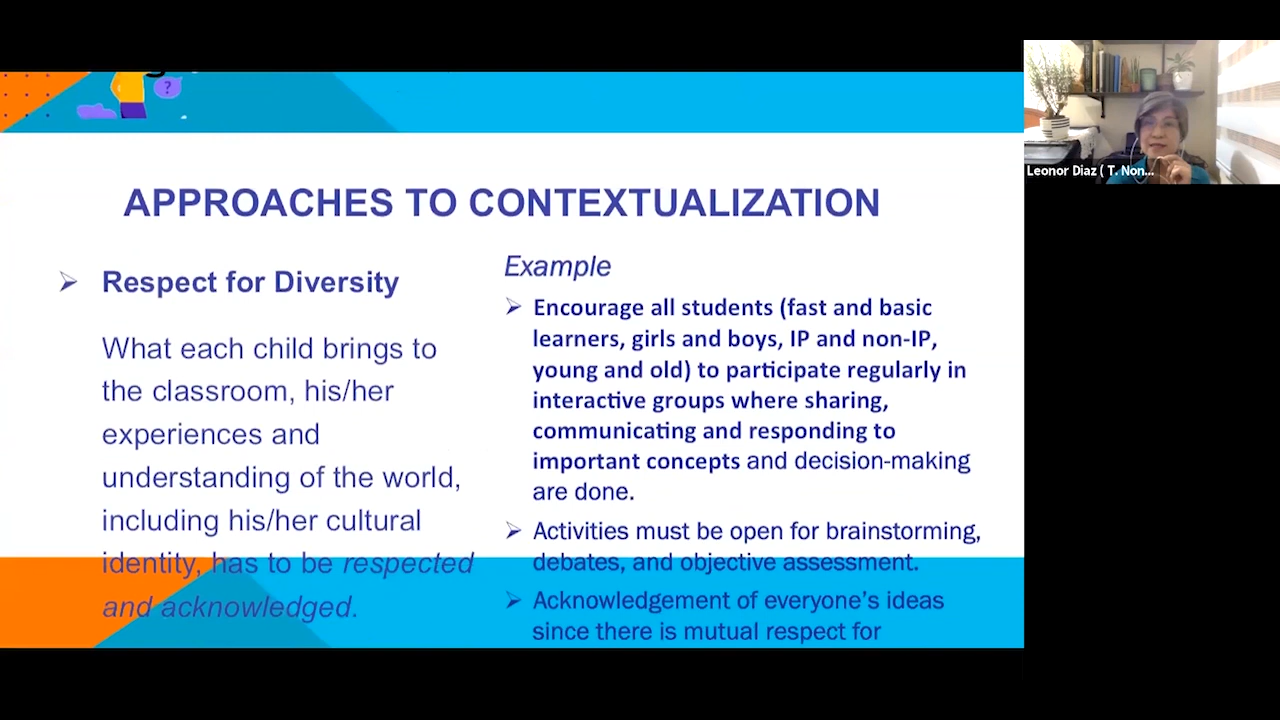 ?
APPROACHES TO CONTEXTUALIZATION
➢ Respect for Diversity
What each child brings to
the classroom, his/her
experiences and
understanding of the world,
including his/her cultural
identity, has to be respected
and acknowledged.
Example
➢ Encourage all students (fast and basic
learners, girls and boys, IP and non-IP,
young and old) to participate regularly in
interactive groups where sharing,
communicating and responding to
important concepts and decision-making
are done.
➢ Activities must be open for brainstorming,
debates, and objective assessment.
➢ Acknowledgement of everyone’s ideas
since there is mutual respect for
Leonor Diaz ( T. Non...